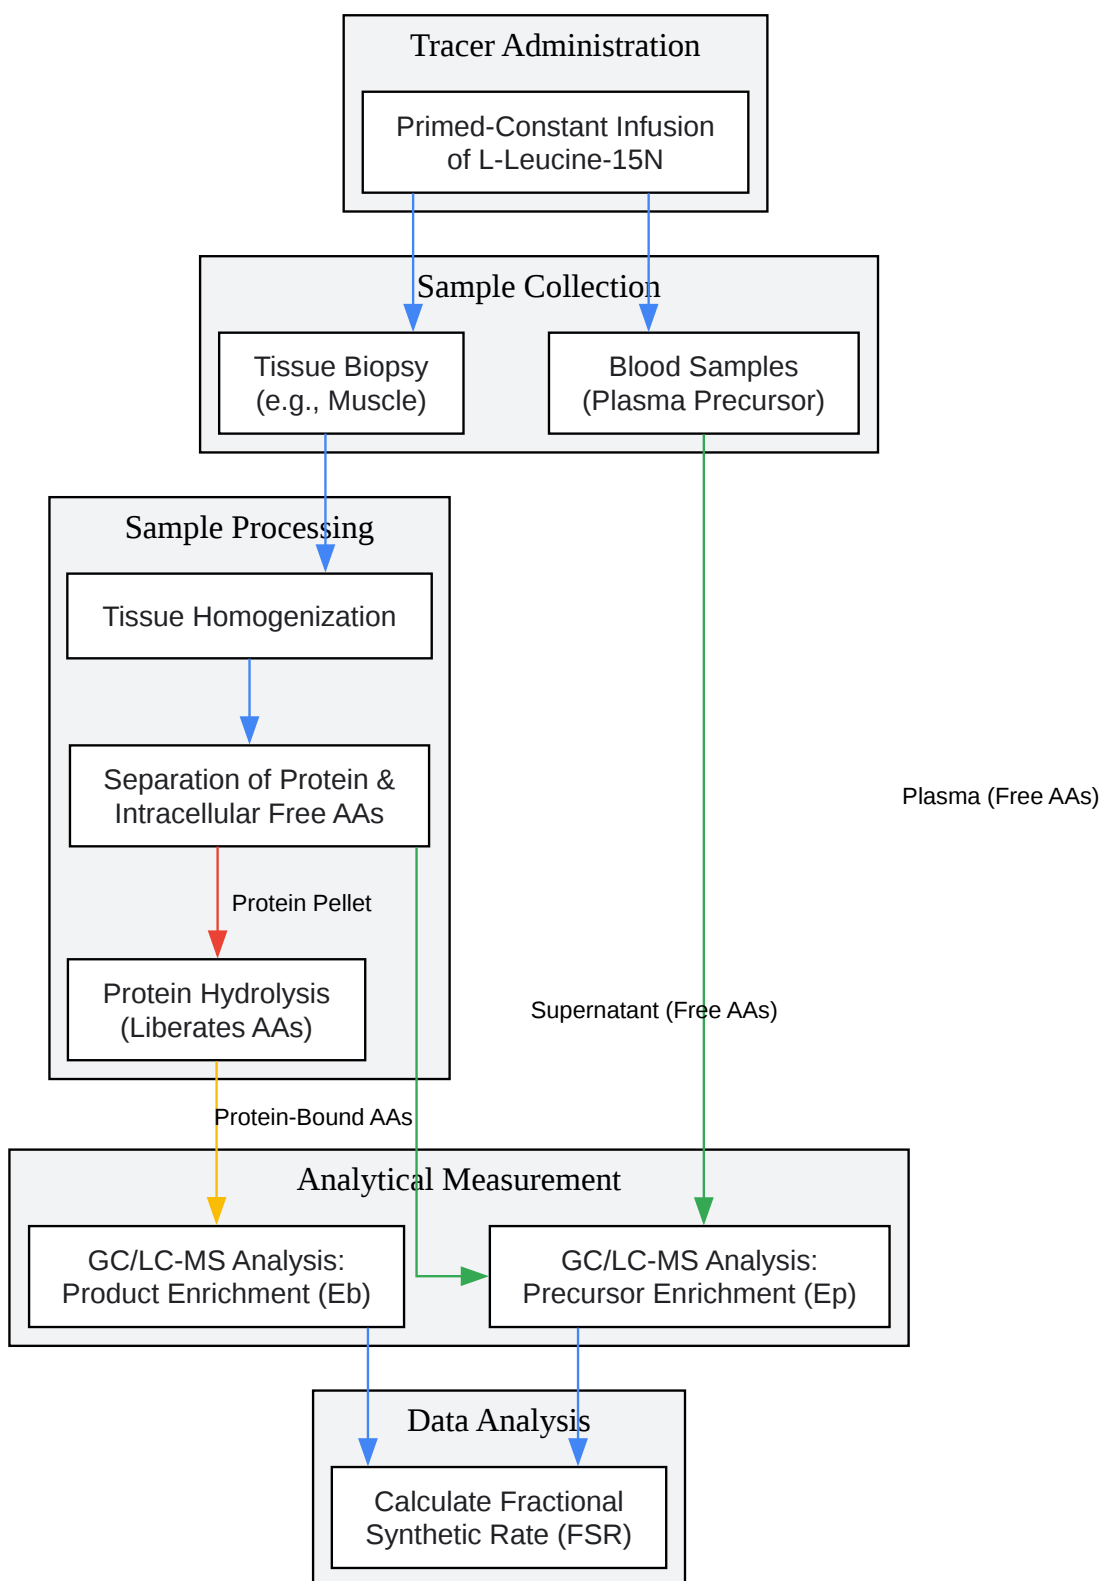 Tracer Administration
Primed-Constant Infusion
of L-Leucine-15N
Sample Collection
Tissue Biopsy
(e.g., Muscle)
Blood Samples
(Plasma Precursor)
Sample Processing
Tissue Homogenization
Separation of Protein &
Intracellular Free AAs
Plasma (Free AAs)
Protein Pellet
Protein Hydrolysis
(Liberates AAs)
Supernatant (Free AAs)
Protein-Bound AAs
Analytical Measurement
GC/LC-MS Analysis:
Product Enrichment (Eb)
GC/LC-MS Analysis:
Precursor Enrichment (Ep)
Data Analysis
Calculate Fractional
Synthetic Rate (FSR)